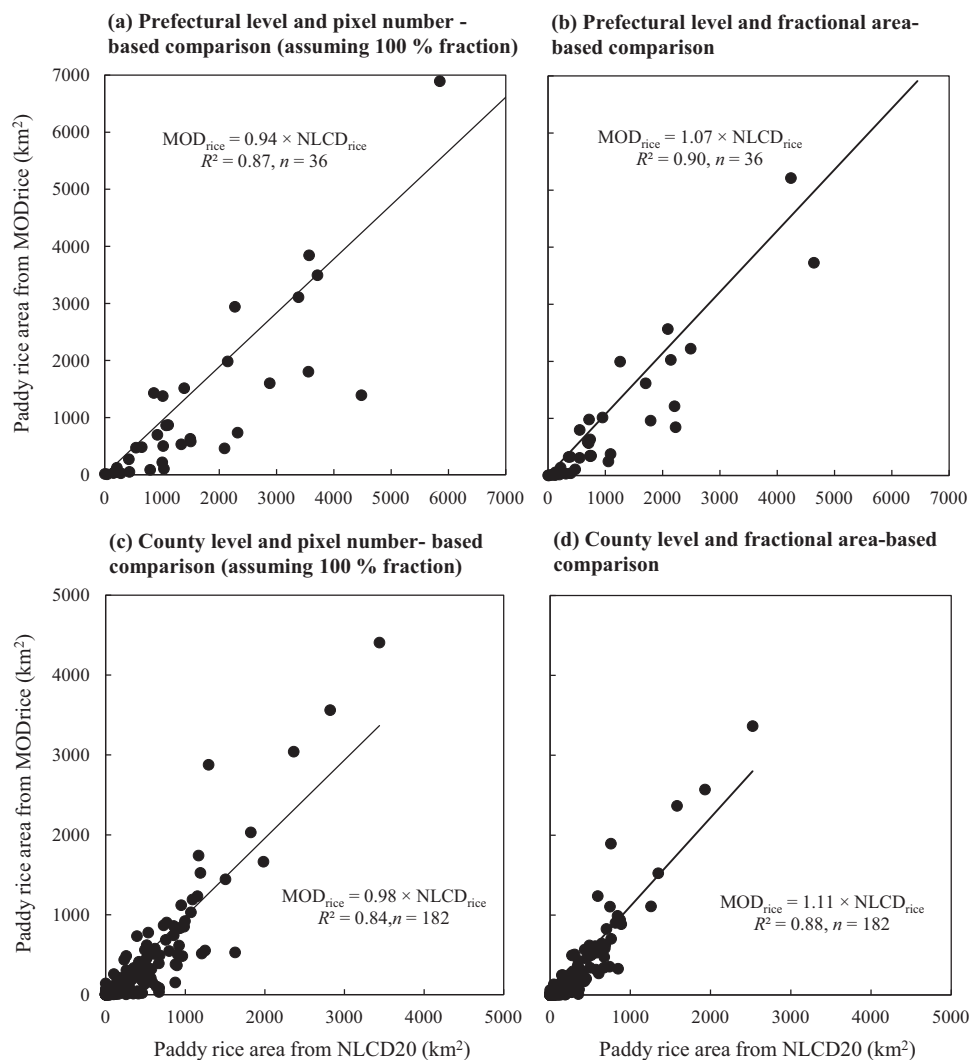 (a) Prefectural level and pixel number -
based comparison (assuming 100 % fraction)
7000
6000
5000
4000
3000
2000
1000
0
Paddy rice area from MODrice (km²)
MODrice = 0.94 × NLCDrice
R² = 0.87, n = 36
0 1000 2000 3000 4000 5000 6000 7000
(b) Prefectural level and fractional area-
based comparison
MODrice = 1.07 × NLCDrice
R² = 0.90, n = 36
0 1000 2000 3000 4000 5000 6000 7000
(c) County level and pixel number- based
comparison (assuming 100 % fraction)
5000
4000
3000
2000
1000
0
Paddy rice area from MODrice (km²)
MODrice = 0.98 × NLCDrice
R² = 0.84,n = 182
0 1000 2000 3000 4000 5000
Paddy rice area from NLCD20 (km²)
(d) County level and fractional area-based
comparison
MODrice = 1.11 × NLCDrice
R² = 0.88, n = 182
0 1000 2000 3000 4000 5000
Paddy rice area from NLCD20 (km²)